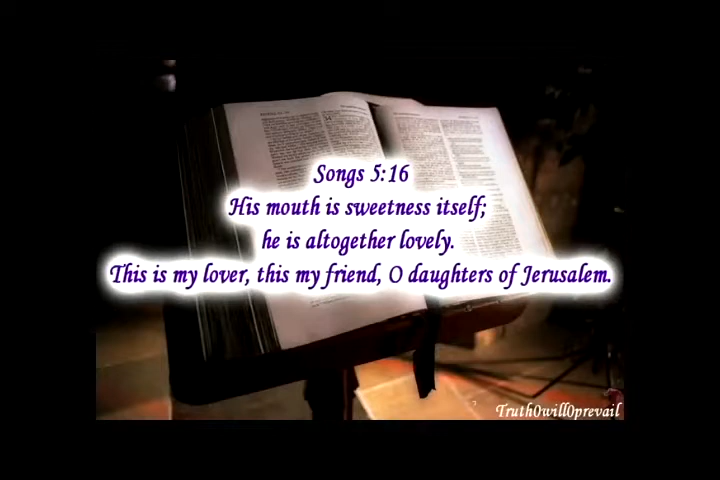 Songs 5:16
His mouth is sweetness itself;
he is altogether lovely.
This is my lover, this my friend, O daughters of Jerusalem.
Truth0will0prevail